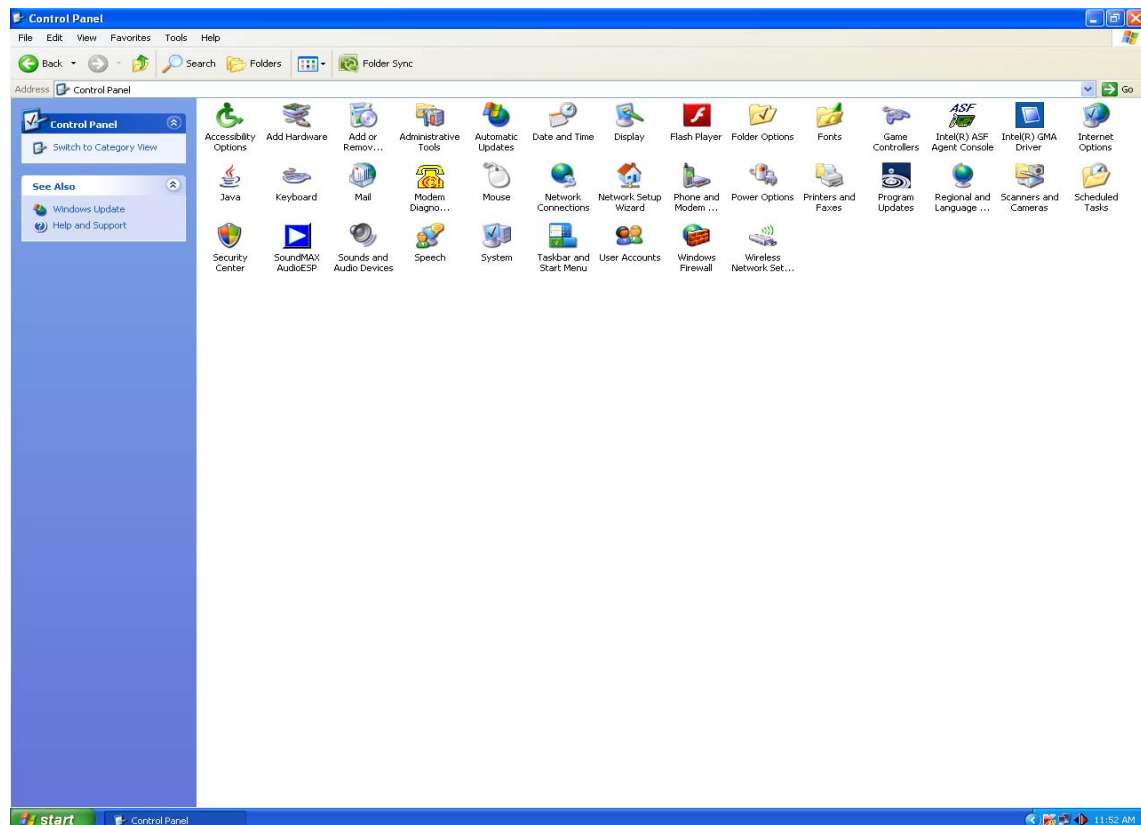 Control Panel
File Edit View Favorites Tools Help
Back Search Folders Folder Sync
Address Control Panel Go
Control Panel
Switch to Category View
See Also
Windows Update
Help and Support
Accessibility Options
Add Hardware
Add or Remov...
Administrative Tools
Automatic Updates
Date and Time
Display
Flash Player
Folder Options
Fonts
Game Controllers
ASF
Intel(R) ASF Agent Console
Intel(R) GMA Driver
Internet Options
Java
Keyboard
Mail
Modem Diagno...
Mouse
Network Connections
Network Setup Wizard
Phone and Modem ...
Power Options
Printers and Faxes
Program Updates
Regional and Language ...
Scanners and Cameras
Scheduled Tasks
Security Center
SoundMAX AudioESP
Sounds and Audio Devices
Speech
System
Taskbar and Start Menu
User Accounts
Windows Firewall
Wireless Network Set...
start Control Panel 11:52 AM